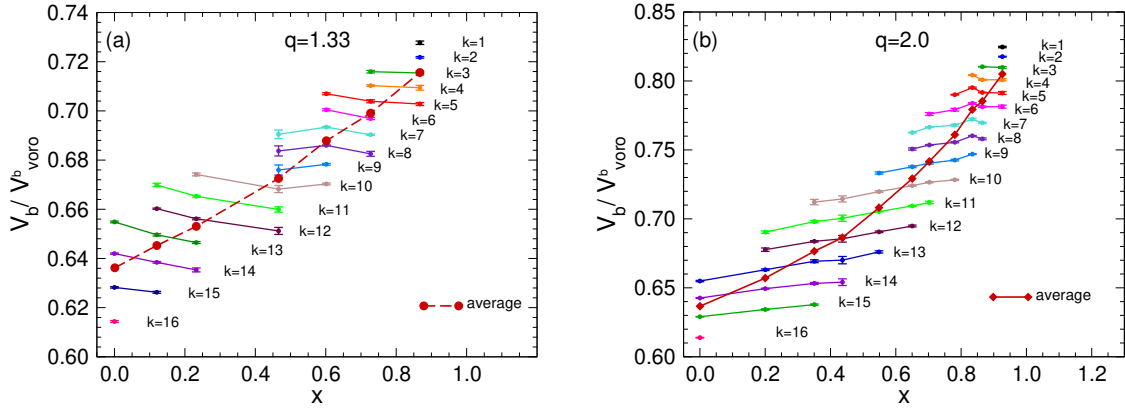 0.74
0.72
0.70
0.68
0.66
0.64
0.62
0.60
V_b / V^b_voro
(a)
q=1.33
k=1
k=2
k=3
k=4
k=5
k=6
k=7
k=8
k=9
k=10
k=11
k=12
k=13
k=14
k=15
k=16
average
0.0 0.2 0.4 0.6 0.8 1.0
x
0.85
0.80
0.75
0.70
0.65
0.60
V_b / V^b_voro
(b)
q=2.0
k=1
k=2
k=3
k=4
k=5
k=6
k=7
k=8
k=9
k=10
k=11
k=12
k=13
k=14
k=15
k=16
average
0.0 0.2 0.4 0.6 0.8 1.0 1.2
x